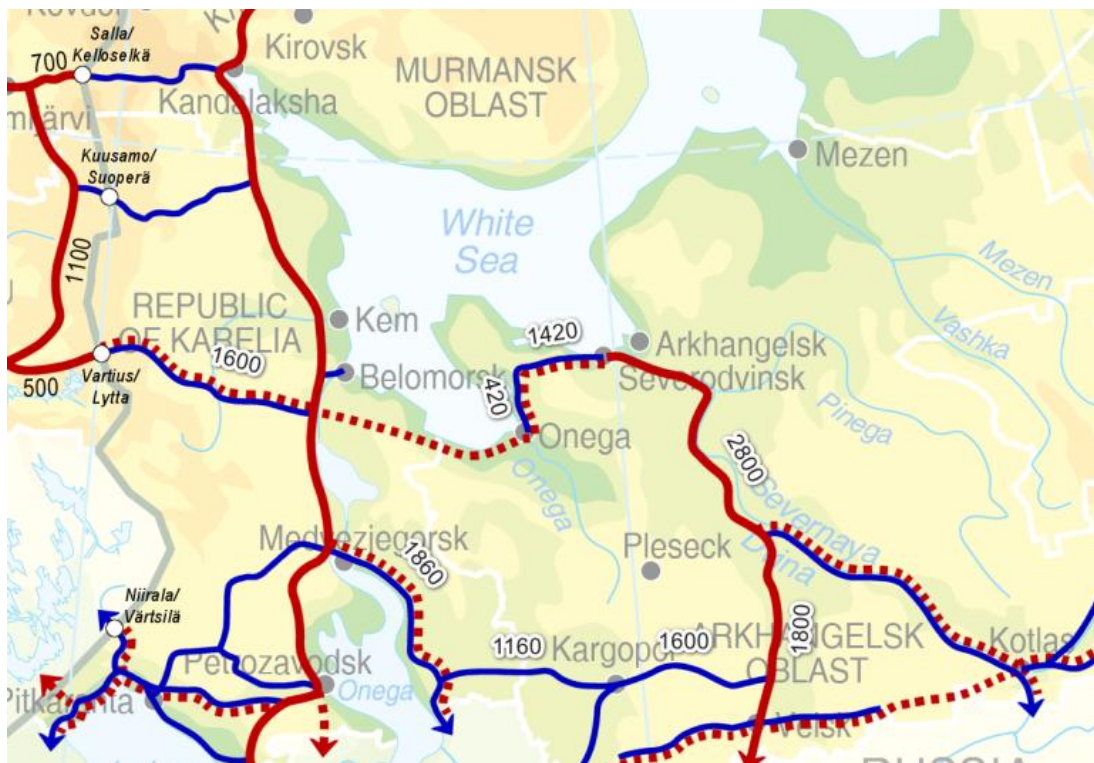 Salla/
Kelloselkä
Kirovsk
700
MURMANSK
OBLAST
Kandalaksha
Mezen
Kuusamo/
Suoperä
White
Sea
Mezen
1100
REPUBLIC
OF KARELIA
Kem
Vashka
1600
1420
Arkhangelsk
Belomorsk
Severodvinsk
500
Vartius/
Lytta
420
Pinega
Onega
Onega
2800
Severnaya
Dvina
Medvezjegorsk
1860
Pleseck
Niirala/
Värtsilä
1160
Kargopol
1600
ARKHANGELSK
OBLAST
1800
Kotlas
Petrozavodsk
Onega
Pitkäranta
Velsk
RUSSIA